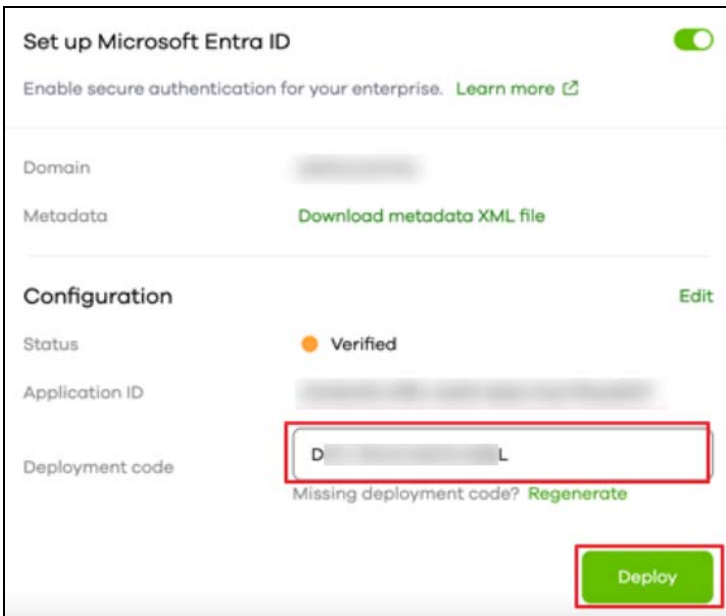 Set up Microsoft Entra ID
Enable secure authentication for your enterprise. Learn more
Domain
Metadata Download metadata XML file
Configuration Edit
Status Verified
Application ID
Deployment code D L
Missing deployment code? Regenerate
Deploy